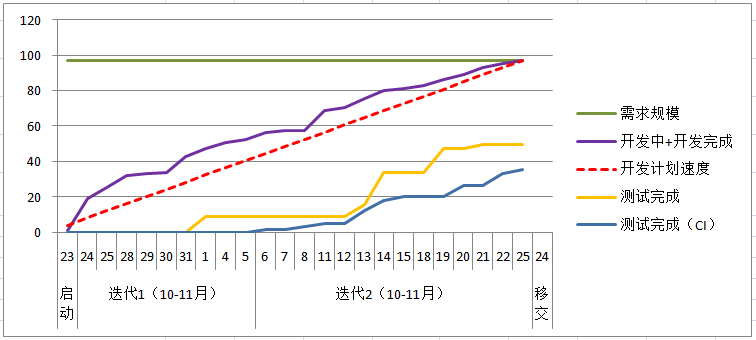 120
100
80
60
40
20
0
23 24 25 28 29 30 31 1 4 5 6 7 8 11 12 13 14 15 18 19 20 21 22 25 24
启动 迭代1（10-11月） 迭代2（10-11月） 移交
需求规模
开发中+开发完成
开发计划速度
测试完成
测试完成（CI）